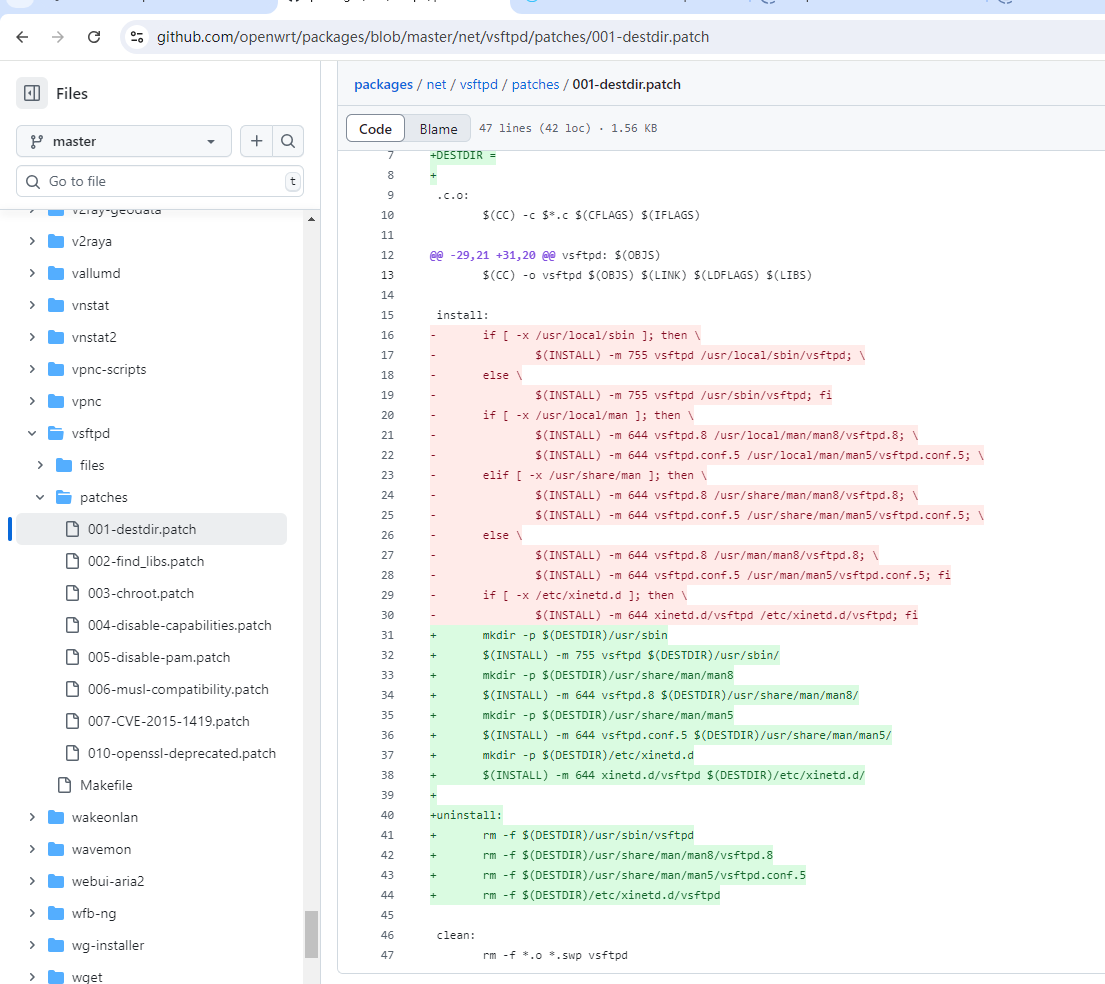 github.com/openwrt/packages/blob/master/net/vsftpd/patches/001-destdir.patch
Files
master
Go to file
t
v2ray-geodata
v2raya
vallumd
vnstat
vnstat2
vpnc-scripts
vpnc
vsftpd
files
patches
001-destdir.patch
002-find_libs.patch
003-chroot.patch
004-disable-capabilities.patch
005-disable-pam.patch
006-musl-compatibility.patch
007-CVE-2015-1419.patch
010-openssl-deprecated.patch
Makefile
wakeonlan
wavemon
webui-aria2
wfb-ng
wg-installer
wget
packages / net / vsftpd / patches / 001-destdir.patch
Code Blame 47 lines (42 loc) · 1.56 KB
7 +DESTDIR =
8 +
9 .c.o:
10 $(CC) -c $*.c $(CFLAGS) $(IFLAGS)
11
12 @@ -29,21 +31,20 @@ vsftpd: $(OBJS)
13 $(CC) -o vsftpd $(OBJS) $(LINK) $(LDFLAGS) $(LIBS)
14
15 install:
16 - if [ -x /usr/local/sbin ]; then \
17 - $(INSTALL) -m 755 vsftpd /usr/local/sbin/vsftpd; \
18 - else \
19 - $(INSTALL) -m 755 vsftpd /usr/sbin/vsftpd; fi
20 - if [ -x /usr/local/man ]; then \
21 - $(INSTALL) -m 644 vsftpd.8 /usr/local/man/man8/vsftpd.8; \
22 - $(INSTALL) -m 644 vsftpd.conf.5 /usr/local/man/man5/vsftpd.conf.5; \
23 - elif [ -x /usr/share/man ]; then \
24 - $(INSTALL) -m 644 vsftpd.8 /usr/share/man/man8/vsftpd.8; \
25 - $(INSTALL) -m 644 vsftpd.conf.5 /usr/share/man/man5/vsftpd.conf.5; \
26 - else \
27 - $(INSTALL) -m 644 vsftpd.8 /usr/man/man8/vsftpd.8; \
28 - $(INSTALL) -m 644 vsftpd.conf.5 /usr/man/man5/vsftpd.conf.5; fi
29 - if [ -x /etc/xinetd.d ]; then \
30 - $(INSTALL) -m 644 xinetd.d/vsftpd /etc/xinetd.d/vsftpd; fi
31 + mkdir -p $(DESTDIR)/usr/sbin
32 + $(INSTALL) -m 755 vsftpd $(DESTDIR)/usr/sbin/
33 + mkdir -p $(DESTDIR)/usr/share/man/man8
34 + $(INSTALL) -m 644 vsftpd.8 $(DESTDIR)/usr/share/man/man8/
35 + mkdir -p $(DESTDIR)/usr/share/man/man5
36 + $(INSTALL) -m 644 vsftpd.conf.5 $(DESTDIR)/usr/share/man/man5/
37 + mkdir -p $(DESTDIR)/etc/xinetd.d
38 + $(INSTALL) -m 644 xinetd.d/vsftpd $(DESTDIR)/etc/xinetd.d/
39 +
40 +uninstall:
41 + rm -f $(DESTDIR)/usr/sbin/vsftpd
42 + rm -f $(DESTDIR)/usr/share/man/man8/vsftpd.8
43 + rm -f $(DESTDIR)/usr/share/man/man5/vsftpd.conf.5
44 + rm -f $(DESTDIR)/etc/xinetd.d/vsftpd
45
46 clean:
47 rm -f *.o *.swp vsftpd